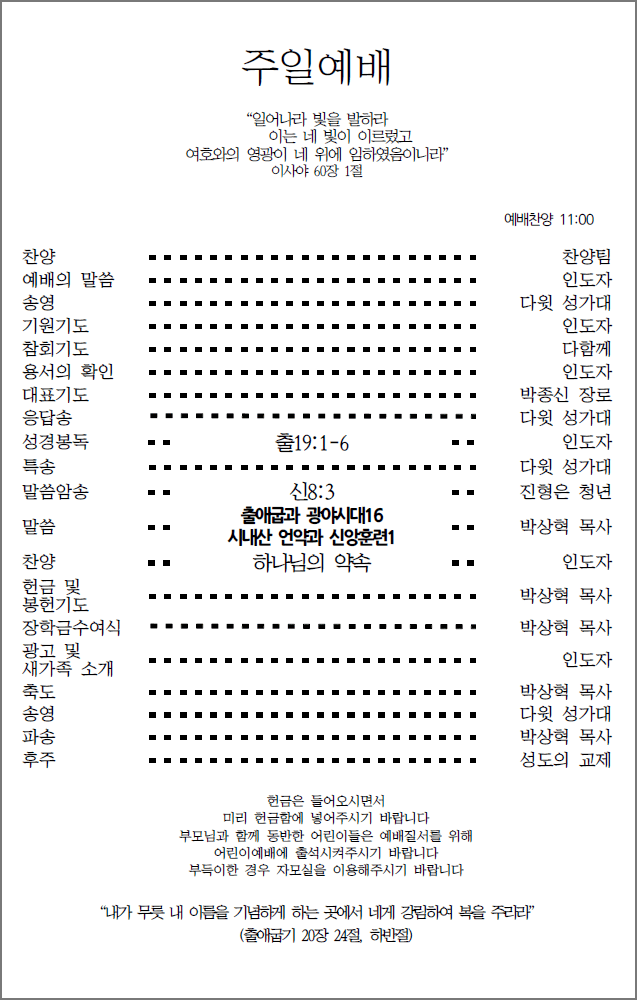 주일예배
“일어나라 빛을 발하라
이는 네 빛이 이르렀고
여호와의 영광이 네 위에 임하였음이니라”
이사야 60장 1절
예배찬양 11:00
찬양 찬양팀
예배의 말씀 인도자
송영 다윗 성가대
기원기도 인도자
참회기도 다함께
용서의 확인 인도자
대표기도 박종신 장로
응답송 다윗 성가대
성경봉독 출19:1-6 인도자
특송 다윗 성가대
말씀암송 신8:3 진형은 청년
출애굽과 광야시대16
말씀 박상혁 목사
시내산 언약과 신앙훈련1
찬양 하나님의 약속 인도자
헌금 및
봉헌기도 박상혁 목사
장학금수여식 박상혁 목사
광고 및
새가족 소개 인도자
축도 박상혁 목사
송영 다윗 성가대
파송 박상혁 목사
후주 성도의 교제
헌금은 들어오시면서
미리 헌금함에 넣어주시기 바랍니다
부모님과 함께 동반한 어린이들은 예배질서를 위해
어린이예배에 출석시켜주시기 바랍니다
부득이한 경우 자모실을 이용해주시기 바랍니다
“내가 무릇 내 이름을 기념하게 하는 곳에서 네게 강림하여 복을 주리라”
(출애굽기 20장 24절, 하반절)